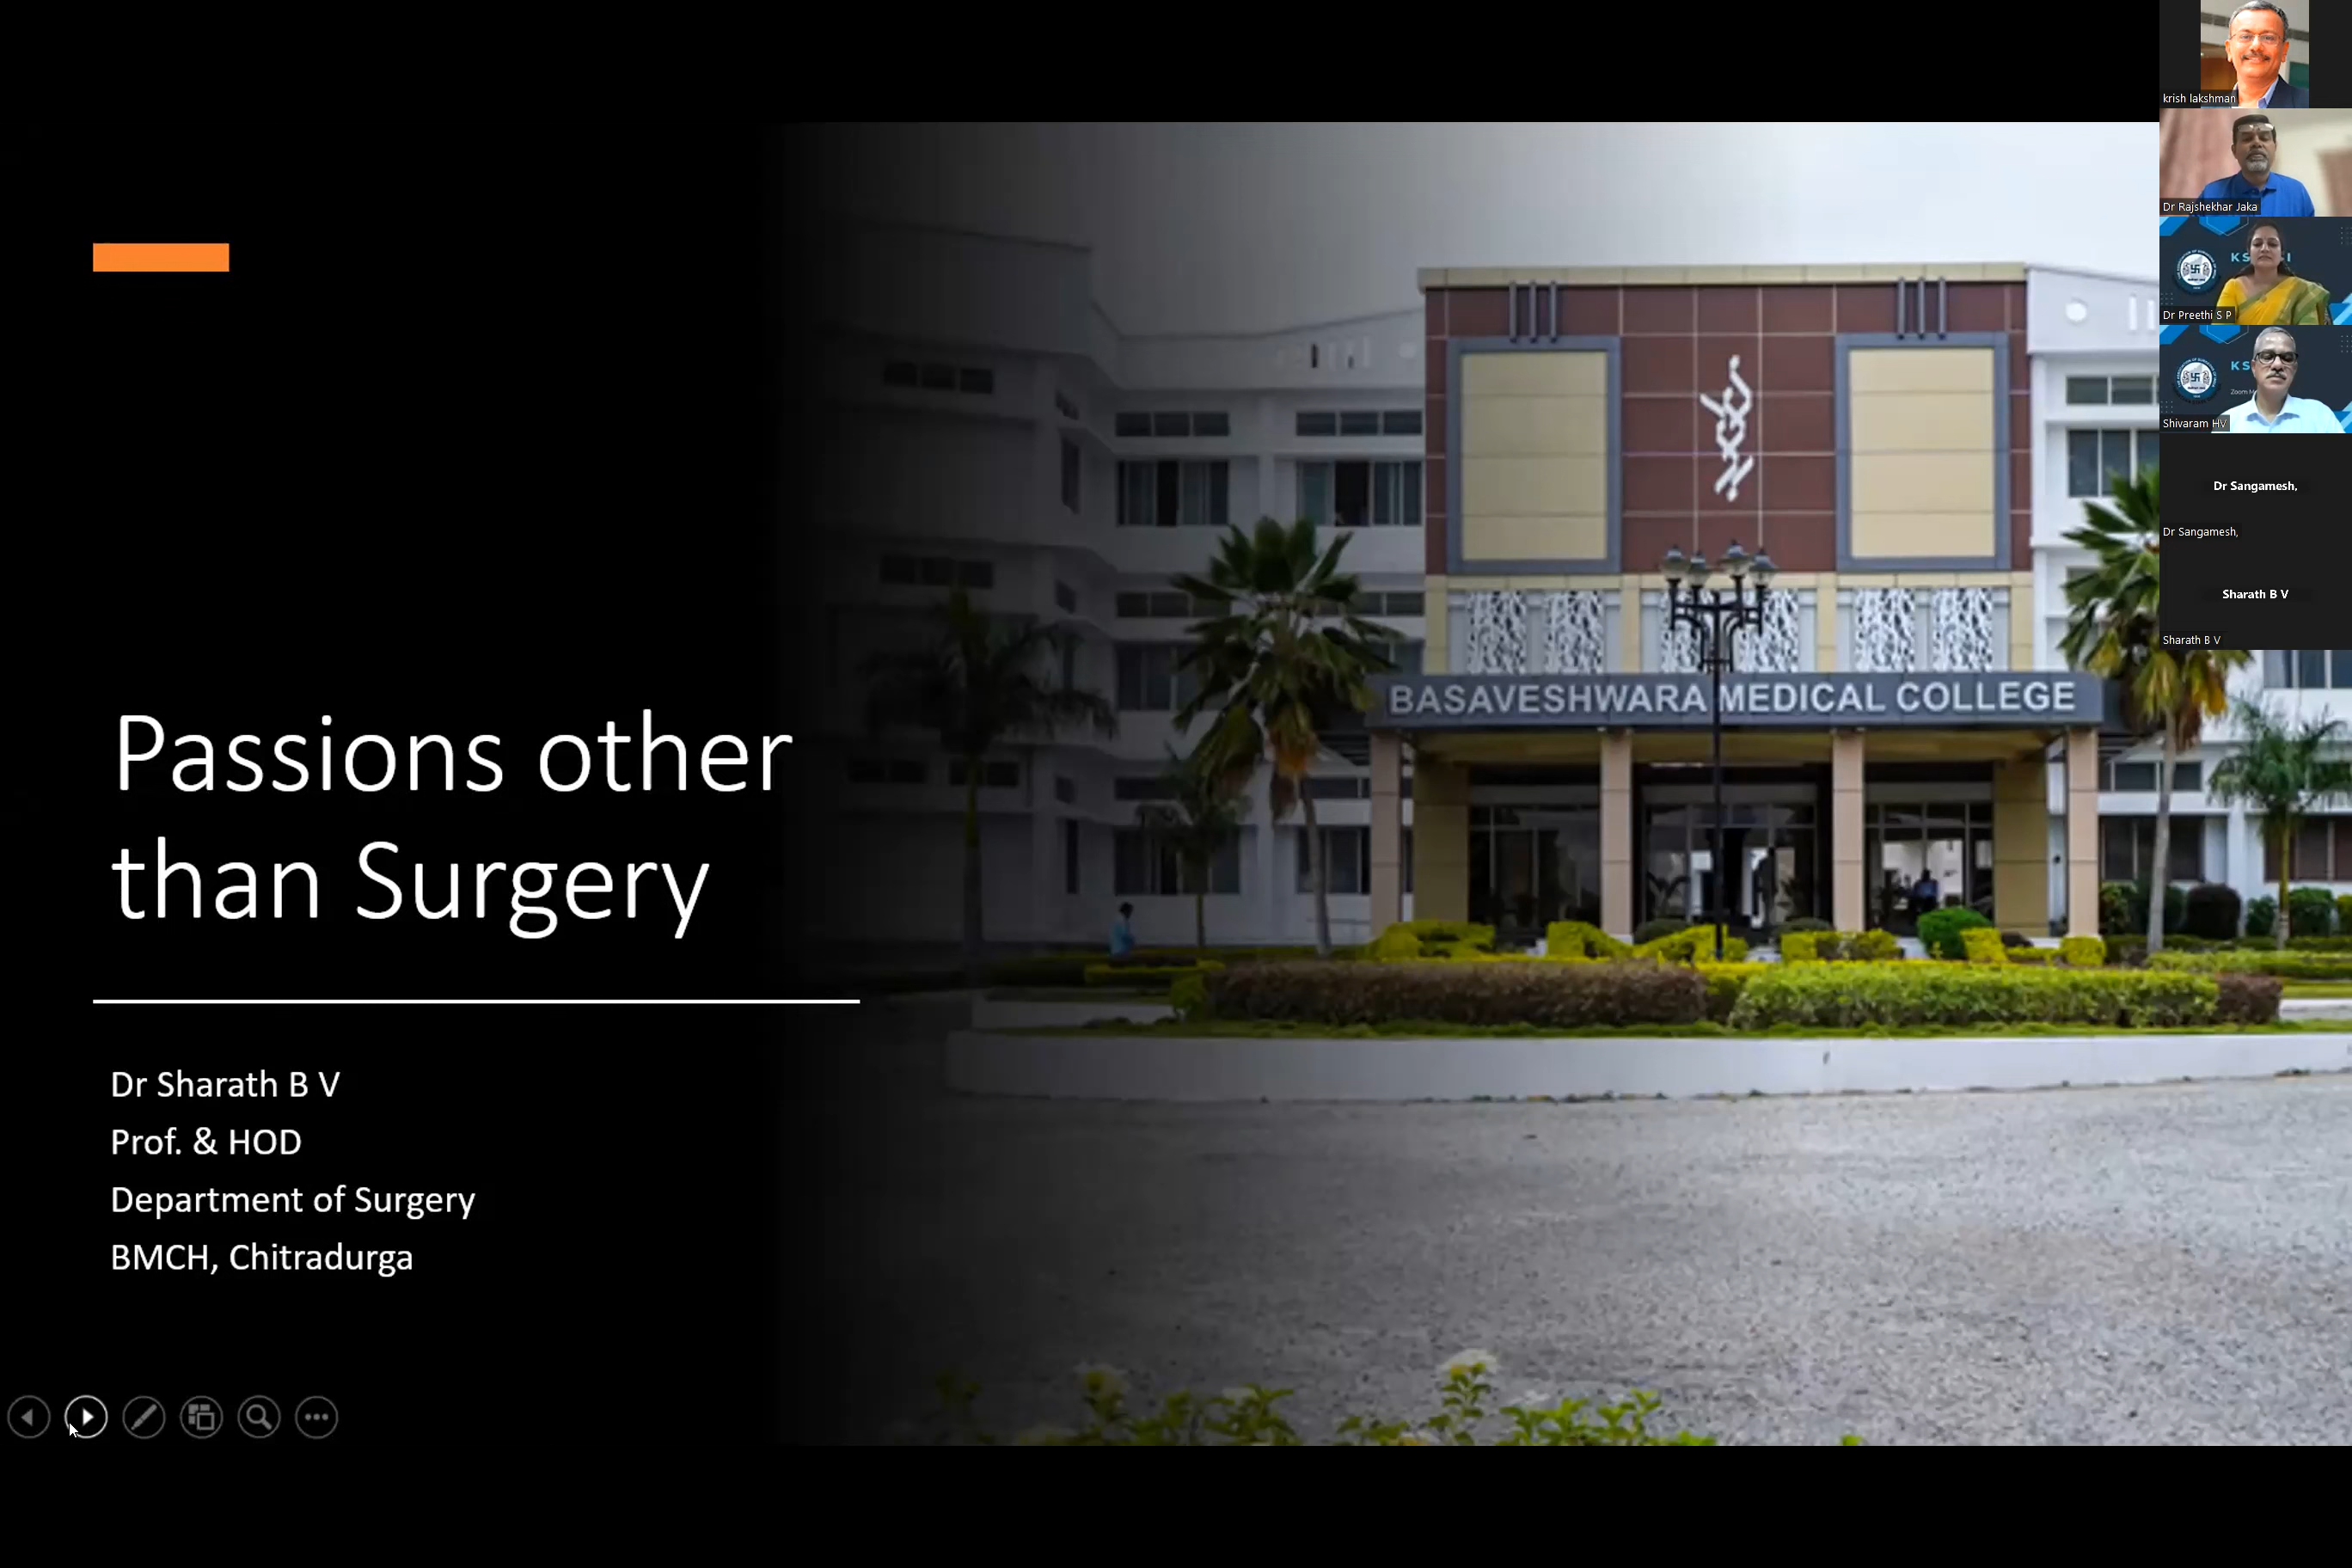 Passions other
than Surgery
Dr Sharath B V
Prof. & HOD
Department of Surgery
BMCH, Chitradurga
BASAVESHWARA MEDICAL COLLEGE
krish lakshman
Dr Rajshekhar Jaka
Dr Preethi S P
Shivaram HV
Dr Sangamesh,
Dr Sangamesh,
Sharath B V
Sharath B V